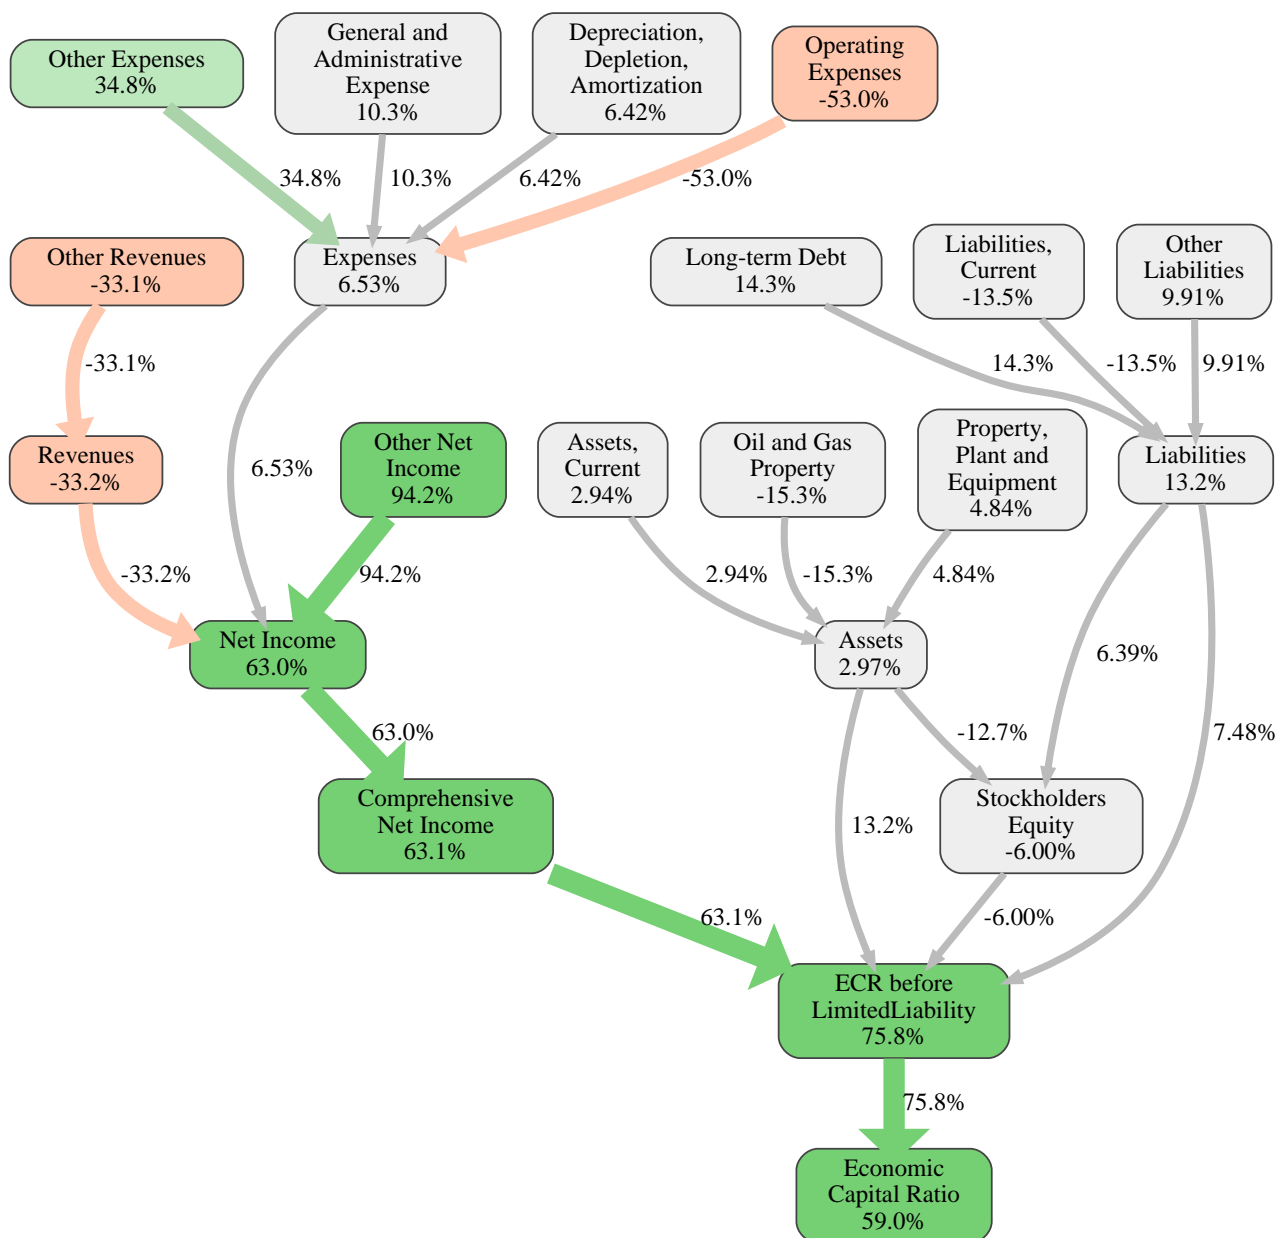 Other Expenses
34.8%
General and
Administrative
Expense
10.3%
Depreciation,
Depletion,
Amortization
6.42%
Operating
Expenses
-53.0%
34.8%
10.3%
6.42%
-53.0%
Other Revenues
-33.1%
Expenses
6.53%
Long-term Debt
14.3%
Liabilities,
Current
-13.5%
Other
Liabilities
9.91%
-33.1%
14.3%
-13.5%
9.91%
Revenues
-33.2%
6.53%
Other Net
Income
94.2%
Assets,
Current
2.94%
Oil and Gas
Property
-15.3%
Property,
Plant and
Equipment
4.84%
Liabilities
13.2%
-33.2%
94.2%
2.94%
-15.3%
4.84%
Net Income
63.0%
Assets
2.97%
6.39%
63.0%
-12.7%
7.48%
Comprehensive
Net Income
63.1%
13.2%
Stockholders
Equity
-6.00%
63.1%
-6.00%
ECR before
LimitedLiability
75.8%
75.8%
Economic
Capital Ratio
59.0%